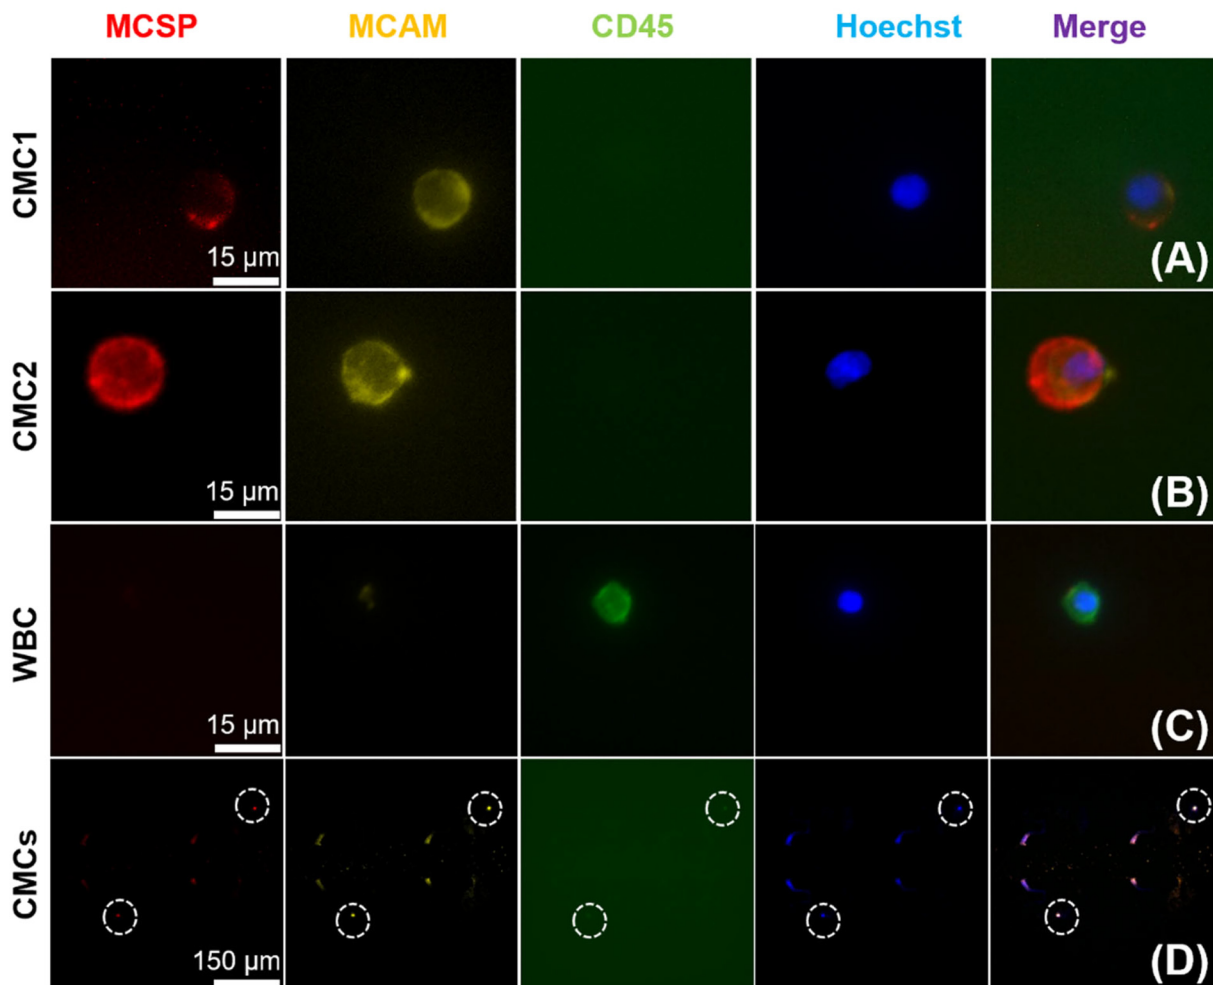 MCSP MCAM CD45 Hoechst Merge
CMC1
15 µm
(A)
CMC2
15 µm
(B)
WBC
15 µm
(C)
CMCs
150 µm
(D)